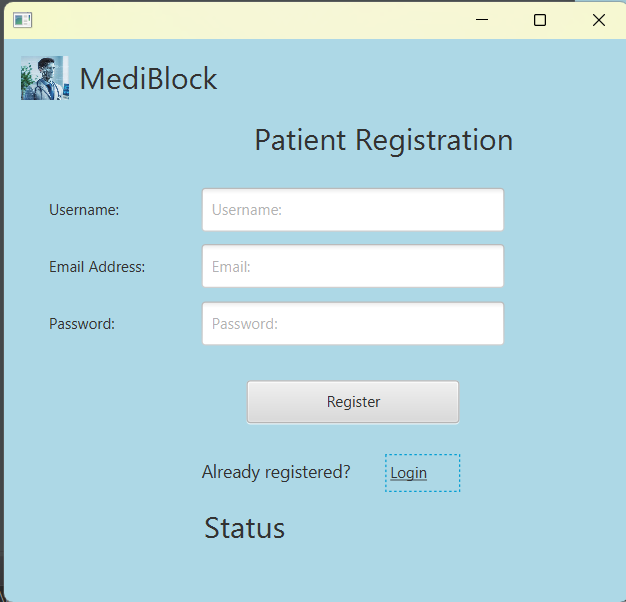 MediBlock
Patient Registration
Username: Username:
Email Address: Email:
Password: Password:
Register
Already registered? Login
Status